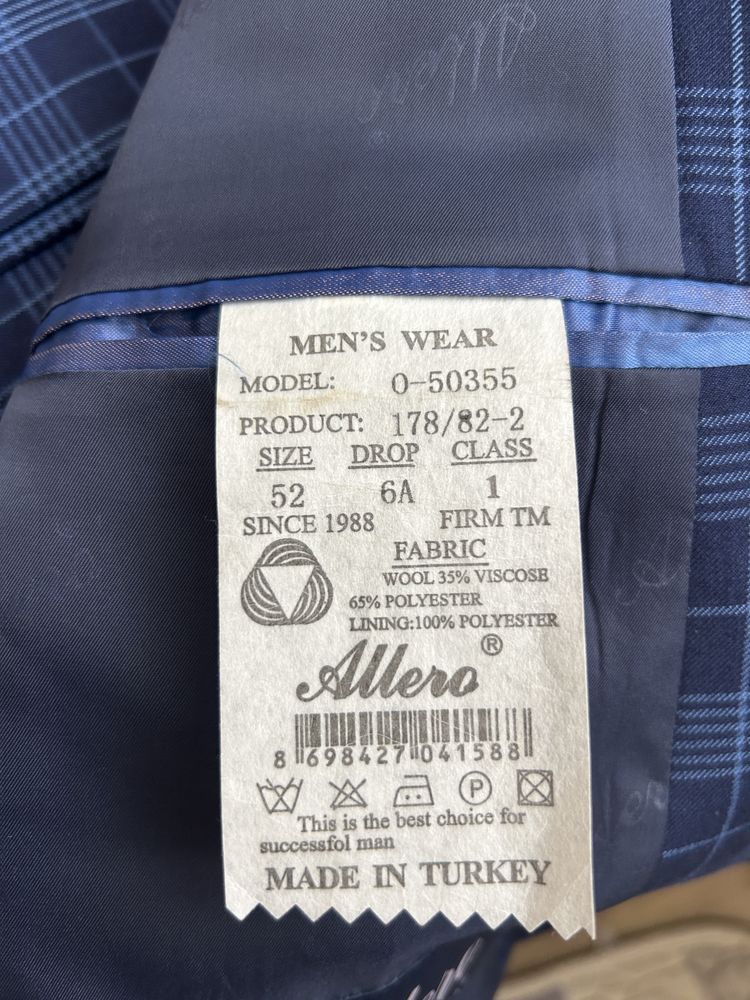 Allero
MEN'S WEAR
MODEL: O-50355
PRODUCT: 178/82-2
SIZE DROP CLASS
52 6A 1
SINCE 1988 FIRM TM
FABRIC
WOOL 35% VISCOSE
65% POLYESTER
LINING:100% POLYESTER
Allero®
8 698427 041588
P
This is the best choice for
successfol man
MADE IN TURKEY